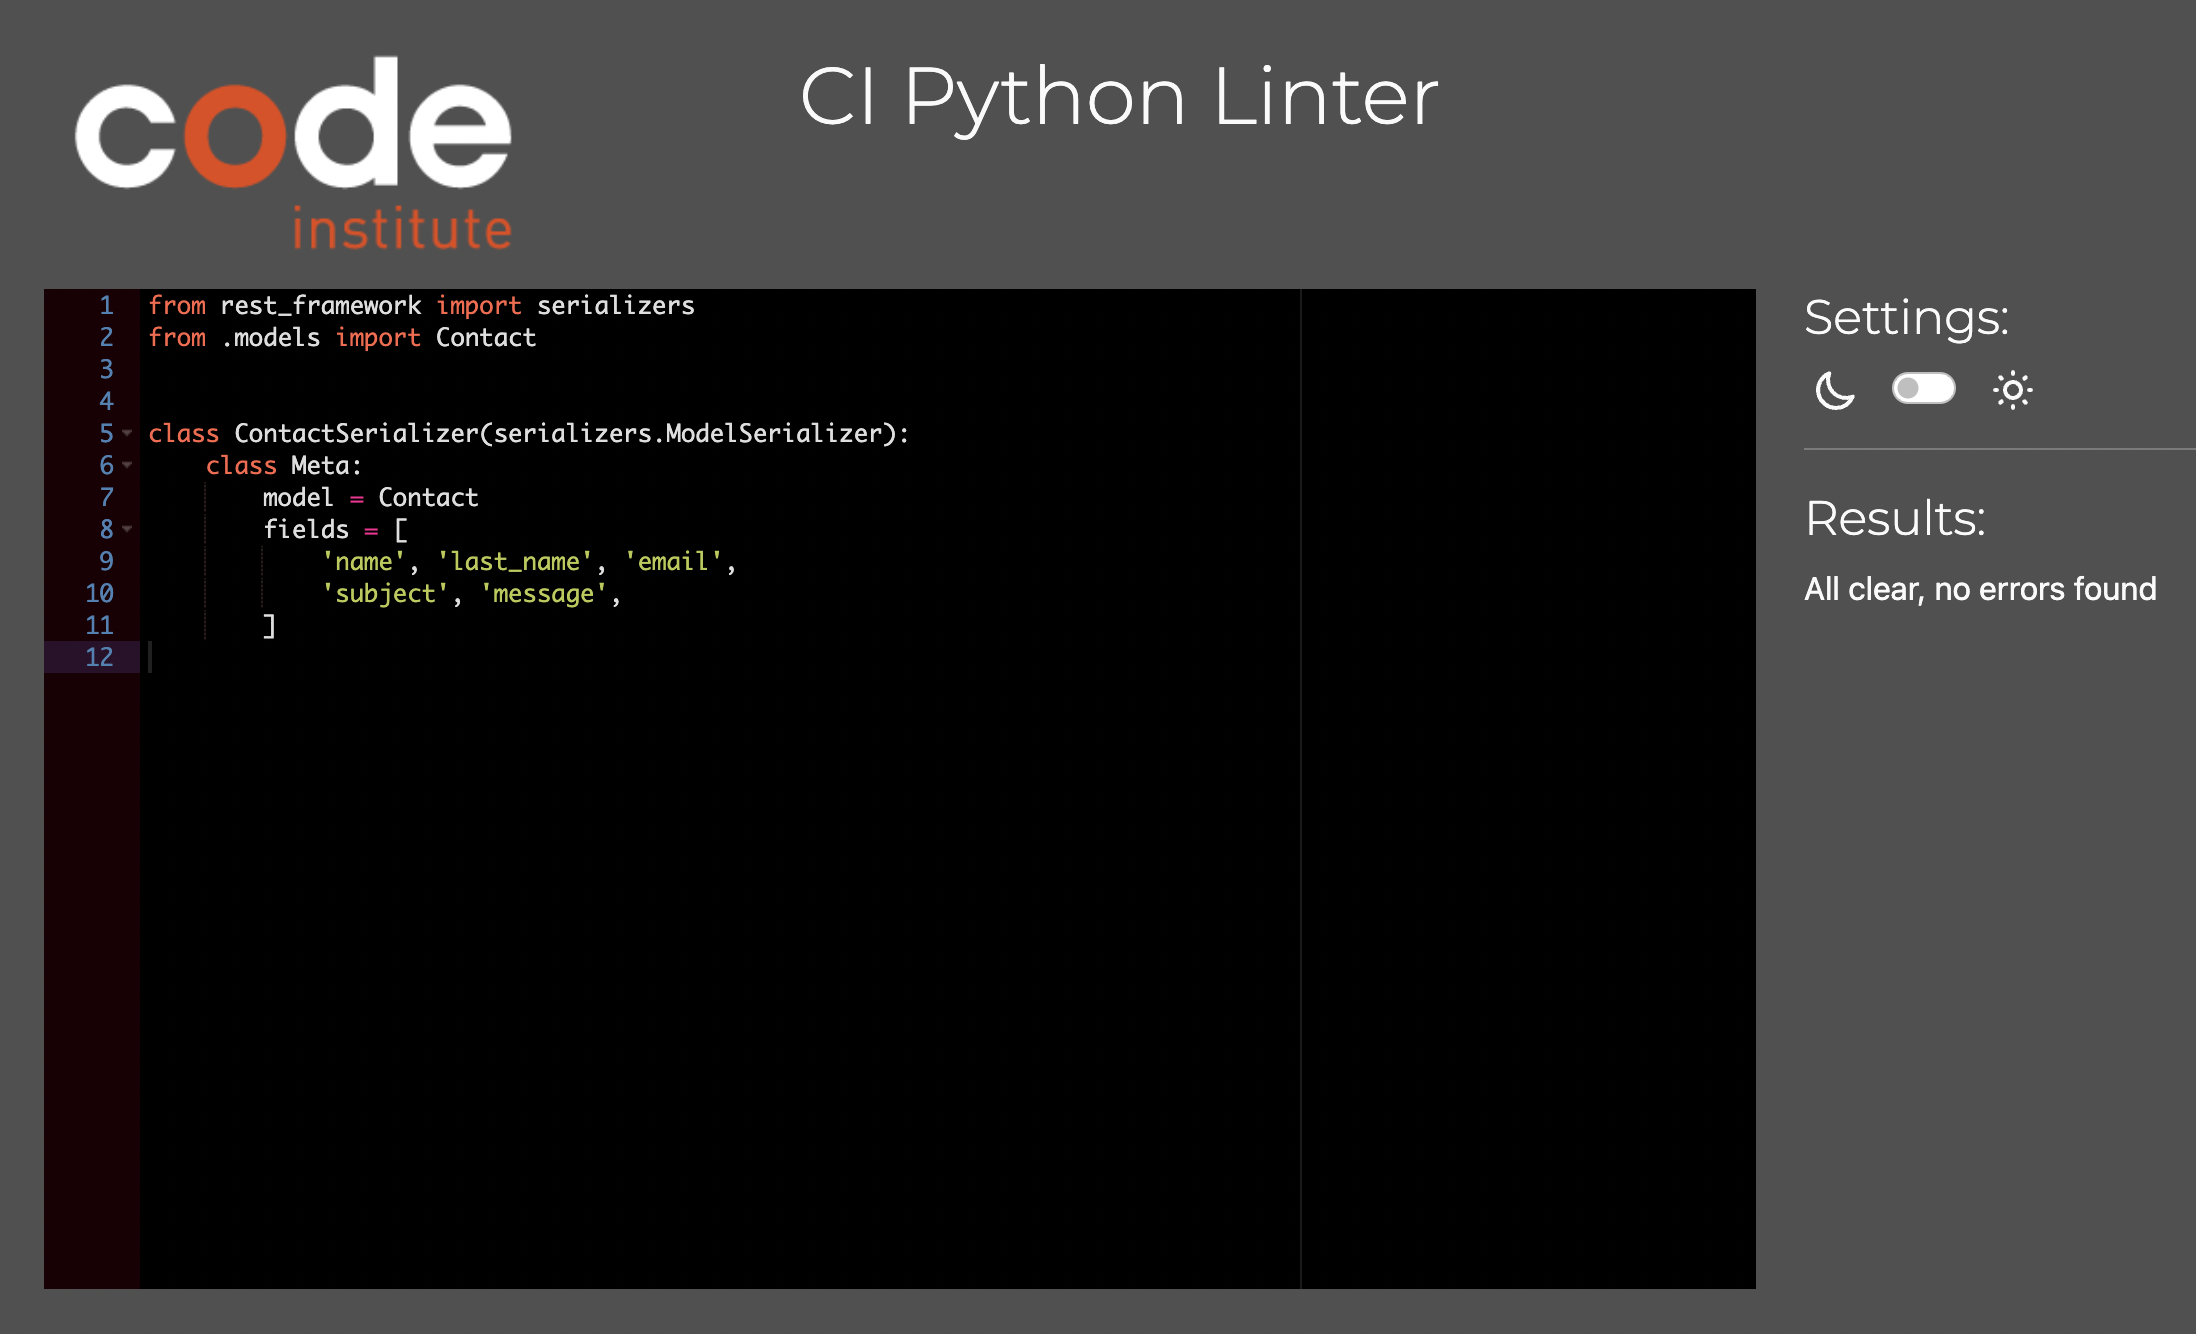 code
institute
CI Python Linter
1 from rest_framework import serializers
2 from .models import Contact
3
4
5 class ContactSerializer(serializers.ModelSerializer):
6     class Meta:
7         model = Contact
8         fields = [
9             'name', 'last_name', 'email',
10             'subject', 'message',
11         ]
12
Settings:
Results:
All clear, no errors found